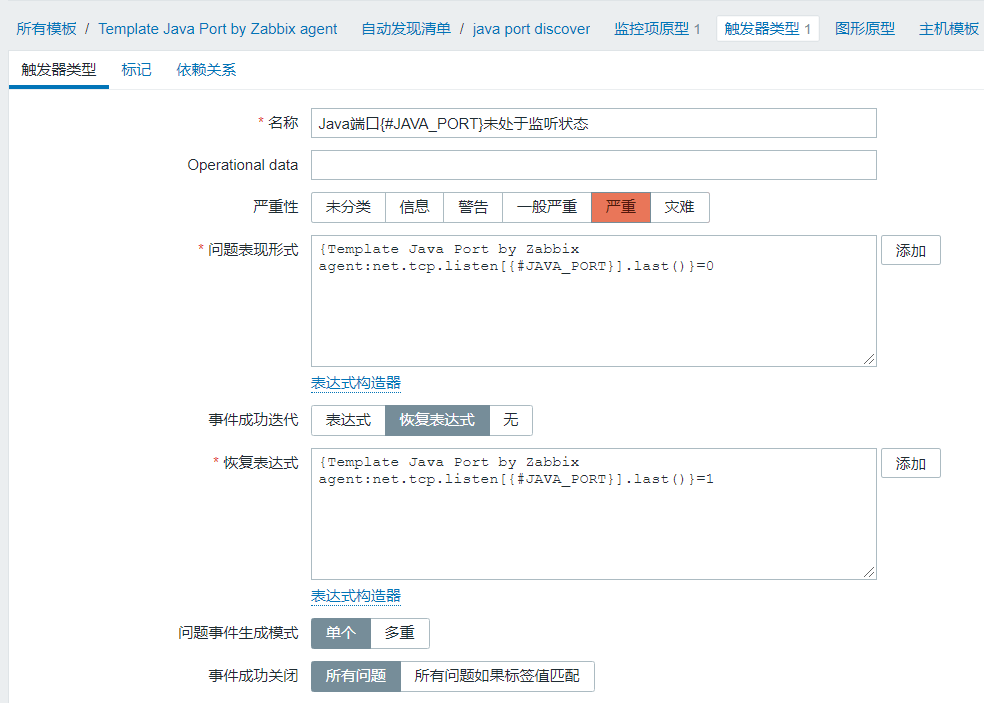 所有模板 / Template Java Port by Zabbix agent 自动发现清单 / java port discover 监控项原型 1 触发器类型 1 图形原型 主机模板
触发器类型 标记 依赖关系
* 名称 Java端口{#JAVA_PORT}未处于监听状态
Operational data
严重性 未分类 信息 警告 一般严重 严重 灾难
* 问题表现形式 {Template Java Port by Zabbix 添加
agent:net.tcp.listen[{#JAVA_PORT}].last()}=0
表达式构造器
事件成功迭代 表达式 恢复表达式 无
* 恢复表达式 {Template Java Port by Zabbix 添加
agent:net.tcp.listen[{#JAVA_PORT}].last()}=1
表达式构造器
问题事件生成模式 单个 多重
事件成功关闭 所有问题 所有问题如果标签值匹配